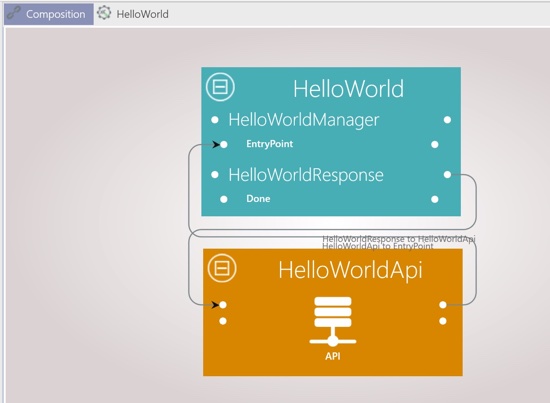 Composition HelloWorld
HelloWorld
HelloWorldManager
EntryPoint
HelloWorldResponse
Done
HelloWorldResponse to HelloWorldApi
HelloWorldApi to EntryPoint
HelloWorldApi
API